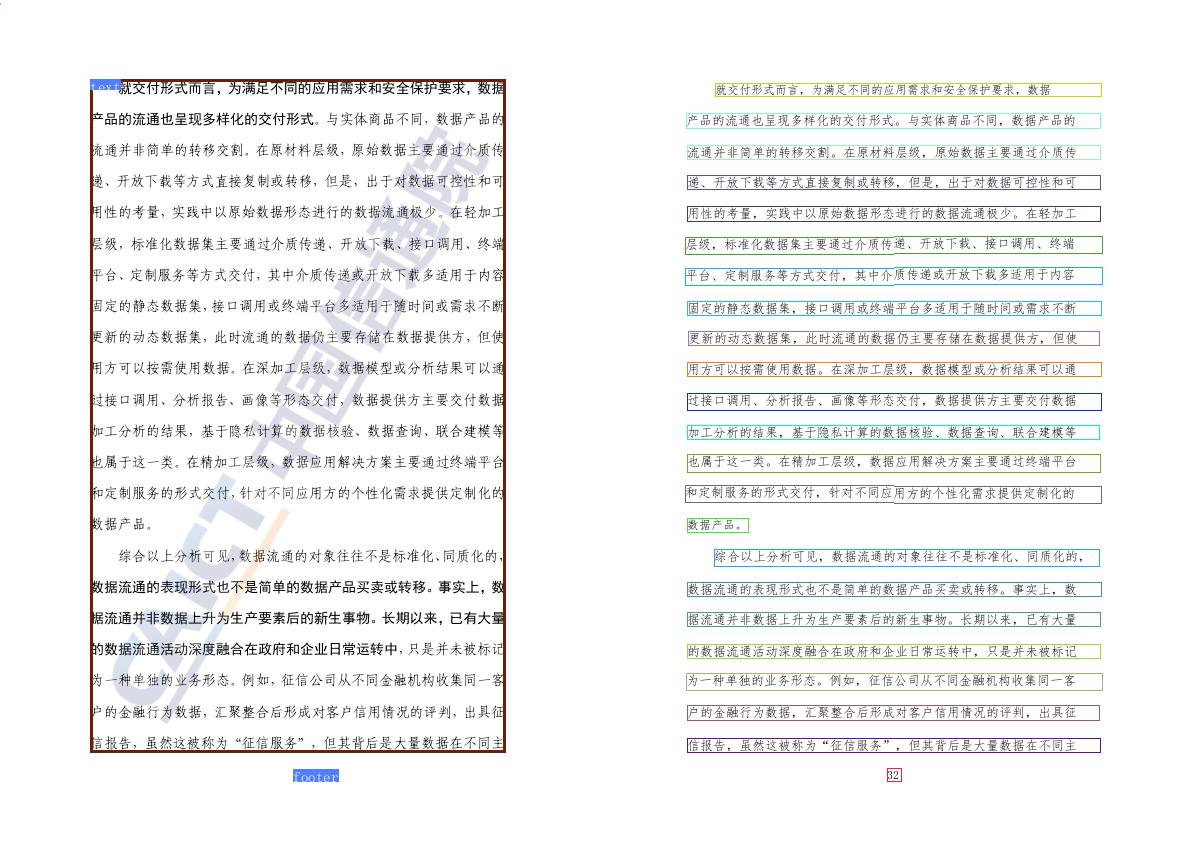 text
就交付形式而言，为满足不同的应用需求和安全保护要求，数据
产品的流通也呈现多样化的交付形式。与实体商品不同，数据产品的
流通并非简单的转移交割。在原材料层级，原始数据主要通过介质传
递、开放下载等方式直接复制或转移，但是，出于对数据可控性和可
用性的考量，实践中以原始数据形态进行的数据流通极少。在轻加工
层级，标准化数据集主要通过介质传递、开放下载、接口调用、终端
平台、定制服务等方式交付，其中介质传递或开放下载多适用于内容
固定的静态数据集，接口调用或终端平台多适用于随时间或需求不断
更新的动态数据集，此时流通的数据仍主要存储在数据提供方，但使
用方可以按需使用数据。在深加工层级，数据模型或分析结果可以通
过接口调用、分析报告、画像等形态交付，数据提供方主要交付数据
加工分析的结果，基于隐私计算的数据核验、数据查询、联合建模等
也属于这一类。在精加工层级，数据应用解决方案主要通过终端平台
和定制服务的形式交付，针对不同应用方的个性化需求提供定制化的
数据产品。
综合以上分析可见，数据流通的对象往往不是标准化、同质化的，
数据流通的表现形式也不是简单的数据产品买卖或转移。事实上，数
据流通并非数据上升为生产要素后的新生事物。长期以来，已有大量
的数据流通活动深度融合在政府和企业日常运转中，只是并未被标记
为一种单独的业务形态。例如，征信公司从不同金融机构收集同一客
户的金融行为数据，汇聚整合后形成对客户信用情况的评判，出具征
信报告，虽然这被称为“征信服务”，但其背后是大量数据在不同主
footer
CAICT 中国信通院
就交付形式而言，为满足不同的应用需求和安全保护要求，数据
产品的流通也呈现多样化的交付形式。与实体商品不同，数据产品的
流通并非简单的转移交割。在原材料层级，原始数据主要通过介质传
递、开放下载等方式直接复制或转移，但是，出于对数据可控性和可
用性的考量，实践中以原始数据形态进行的数据流通极少。在轻加工
层级，标准化数据集主要通过介质传递、开放下载、接口调用、终端
平台、定制服务等方式交付，其中介质传递或开放下载多适用于内容
固定的静态数据集，接口调用或终端平台多适用于随时间或需求不断
更新的动态数据集，此时流通的数据仍主要存储在数据提供方，但使
用方可以按需使用数据。在深加工层级，数据模型或分析结果可以通
过接口调用、分析报告、画像等形态交付，数据提供方主要交付数据
加工分析的结果，基于隐私计算的数据核验、数据查询、联合建模等
也属于这一类。在精加工层级，数据应用解决方案主要通过终端平台
和定制服务的形式交付，针对不同应用方的个性化需求提供定制化的
数据产品。
综合以上分析可见，数据流通的对象往往不是标准化、同质化的，
数据流通的表现形式也不是简单的数据产品买卖或转移。事实上，数
据流通并非数据上升为生产要素后的新生事物。长期以来，已有大量
的数据流通活动深度融合在政府和企业日常运转中，只是并未被标记
为一种单独的业务形态。例如，征信公司从不同金融机构收集同一客
户的金融行为数据，汇聚整合后形成对客户信用情况的评判，出具征
信报告，虽然这被称为“征信服务”，但其背后是大量数据在不同主
32